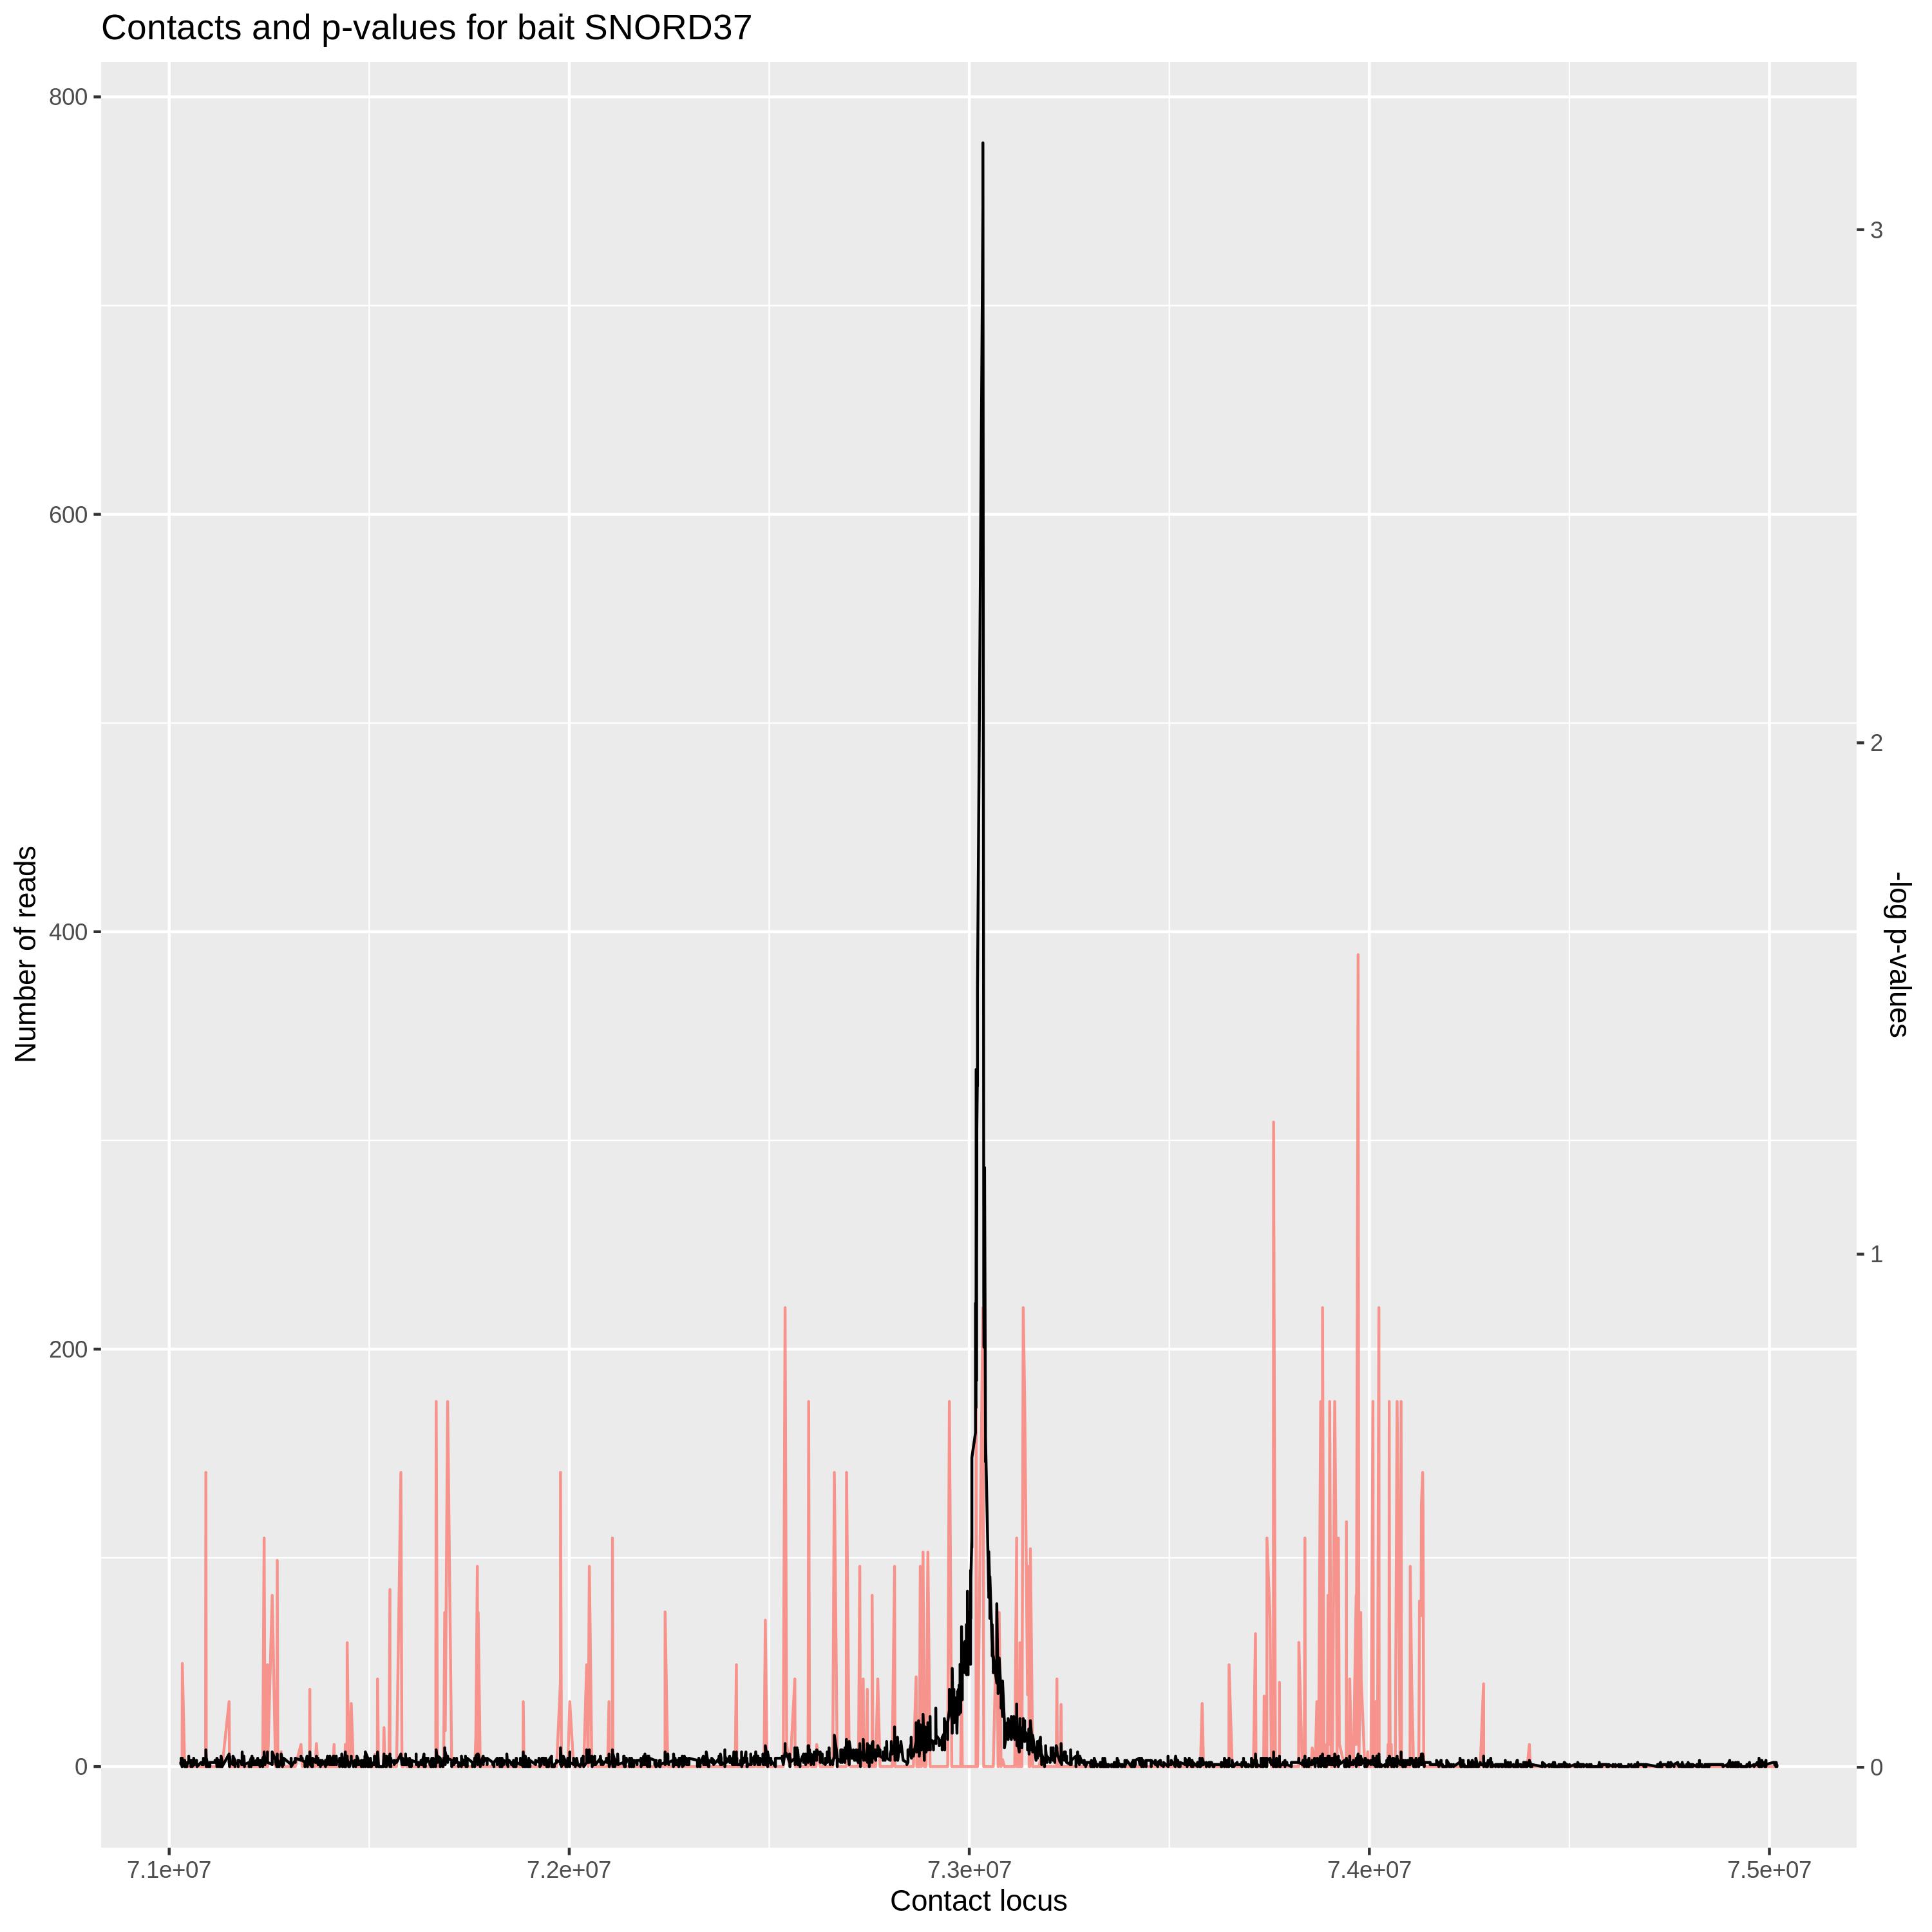 Contacts and p-values for bait SNORD37
800
600
400
200
0
Number of reads
3
2
1
0
-log p-values
7.1e+07
7.2e+07
7.3e+07
7.4e+07
7.5e+07
Contact locus